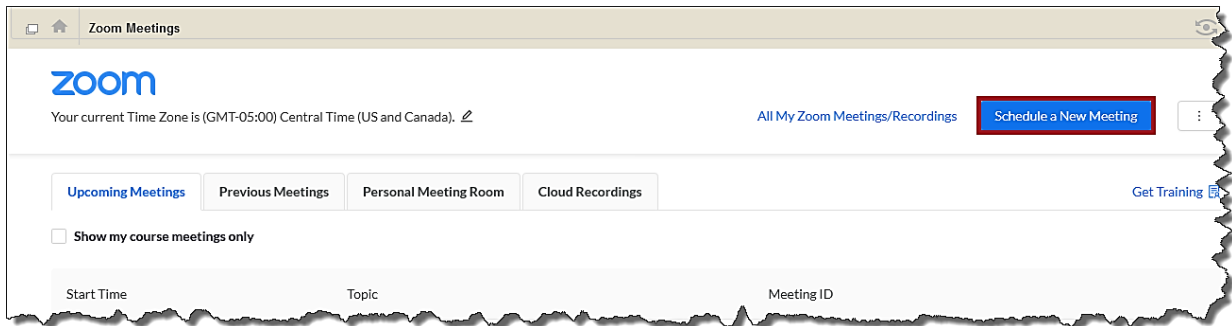 Zoom Meetings
zoom
Your current Time Zone is (GMT-05:00) Central Time (US and Canada).
All My Zoom Meetings/Recordings
Schedule a New Meeting
Upcoming Meetings
Previous Meetings
Personal Meeting Room
Cloud Recordings
Get Training
Show my course meetings only
Start Time
Topic
Meeting ID